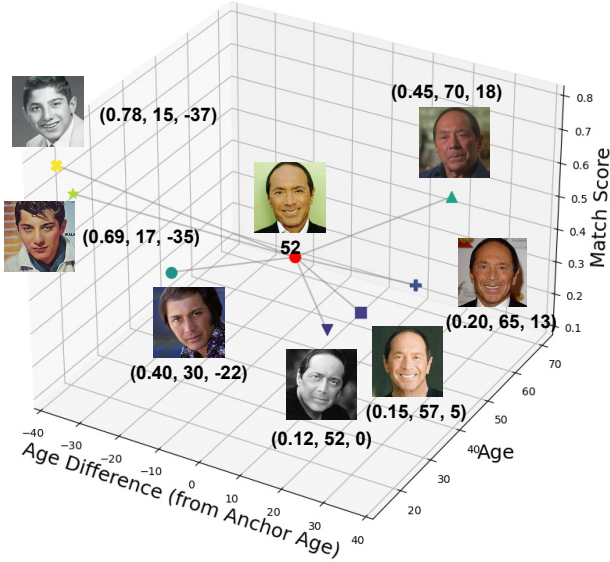 (0.45, 70, 18)
(0.78, 15, -37)
(0.69, 17, -35)
52
(0.20, 65, 13)
(0.40, 30, -22)
(0.15, 57, 5)
(0.12, 52, 0)
0.8
0.7
0.6
0.5
0.4
0.3
0.2
0.1
Match Score
70
60
50
40
30
20
Age
−40
−30
−20
−10
0
10
20
30
40
Age Difference (from Anchor Age)